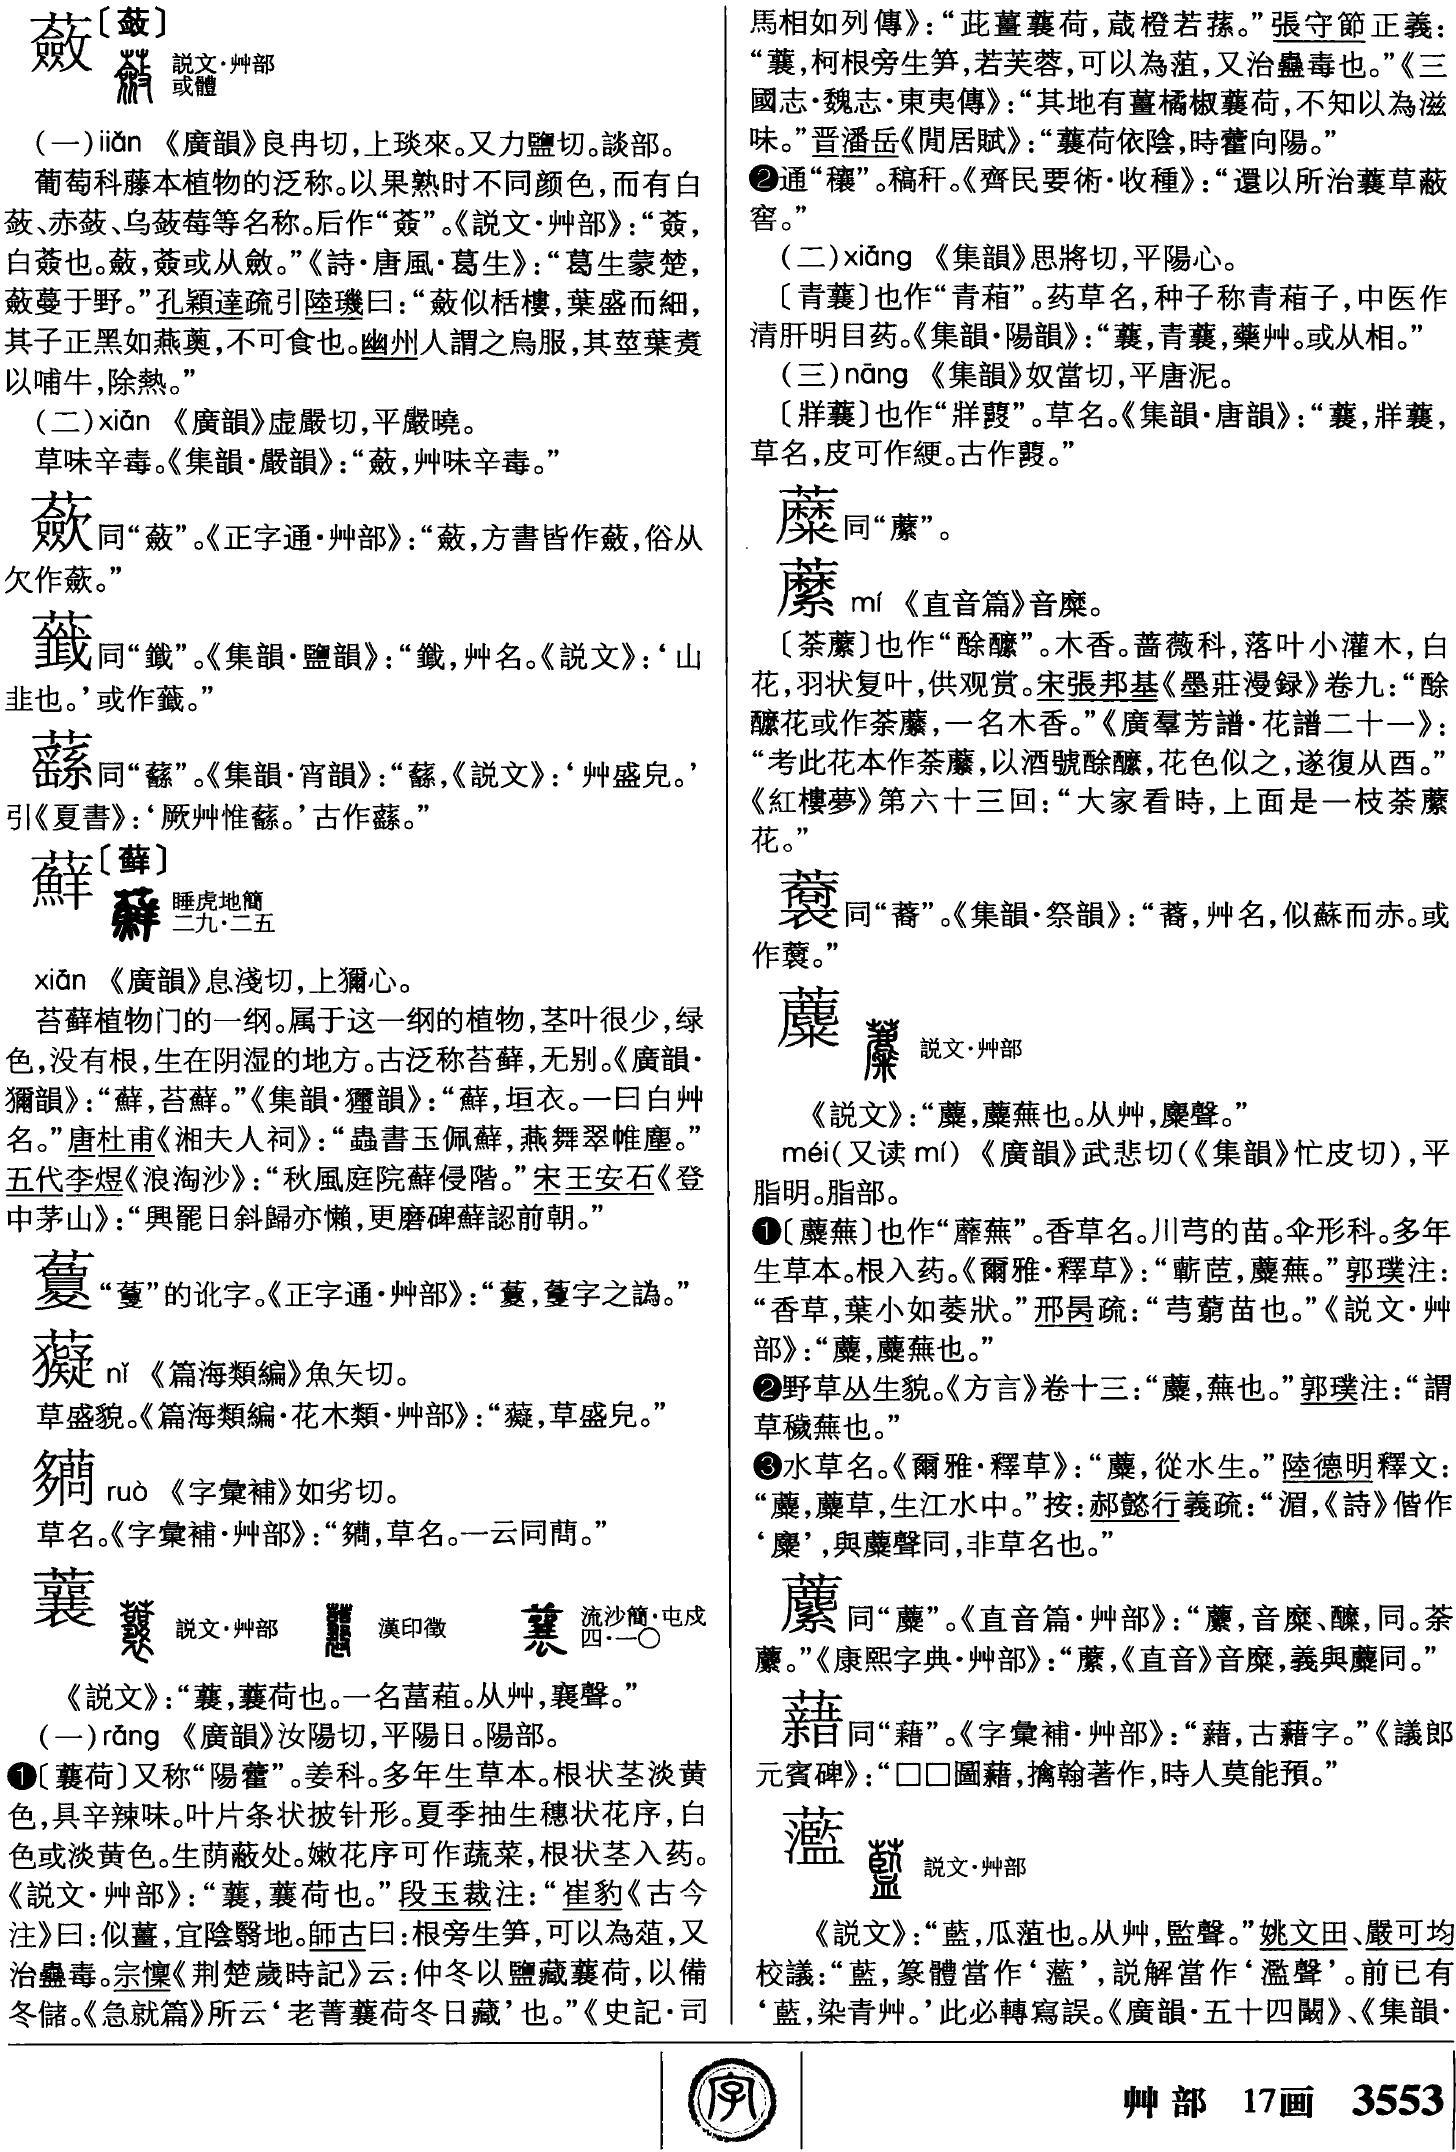 蘞〔蔹〕
説文·艸部
或體
(一)liǎn 《廣韻》良冉切，上琰來。又力鹽切。談部。
葡萄科藤本植物的泛称。以果熟时不同颜色，而有白
蔹、赤蔹、乌蔹莓等名称。后作“薟”。《説文·艸部》：“薟，
白薟也。蘞，薟或从斂。”《詩·唐風·葛生》：“葛生蒙楚，
蘞蔓于野。”孔穎達疏引陸璣曰：“蘞似栝樓，葉盛而細，
其子正黑如燕薁，不可食也。幽州人謂之烏服，其莖葉煑
以哺牛，除熱。”
(二)xiān 《廣韻》虚嚴切，平嚴曉。
草味辛毒。《集韻·嚴韻》：“蘞，艸味辛毒。”
同“蘞”。《正字通·艸部》：“蘞，方書皆作蘞，俗从
欠作。”
虀同“韱”。《集韻·鹽韻》：“韱，艸名。《説文》：‘山
韭也。’或作。”
同“蘨”。《集韻·宵韻》：“蘨，《説文》：‘艸盛皃。’
引《夏書》：‘厥艸惟蘨。’古作。”
蘚〔藓〕
睡虎地簡
二九·二五
xiǎn 《廣韻》息淺切，上獮心。
苔藓植物门的一纲。属于这一纲的植物，茎叶很少，绿
色，没有根，生在阴湿的地方。古泛称苔藓，无别。《廣韻·
獮韻》：“蘚，苔蘚。”《集韻·獮韻》：“蘚，垣衣。一曰白艸
名。”唐杜甫《湘夫人祠》：“蟲書玉佩蘚，燕舞翠帷塵。”
五代李煜《浪淘沙》：“秋風庭院蘚侵階。”宋王安石《登
中茅山》：“興罷日斜歸亦懶，更磨碑蘚認前朝。”
“”的讹字。《正字通·艸部》：“，字之譌。”
薿 nǐ 《篇海類編》魚矢切。
草盛貌。《篇海類編·花木類·艸部》：“，草盛皃。”
ruò 《字彙補》如劣切。
草名。《字彙補·艸部》：“，草名。一云同蕄。”
蘘
説文·艸部
漢印徵
流沙簡·屯戍
四·一〇
《説文》：“蘘，蘘荷也。一名葍蒩。从艸，襄聲。”
(一)ráng 《廣韻》汝陽切，平陽日。陽部。
❶〔蘘荷〕又称“陽藿”。姜科。多年生草本。根状茎淡黄
色，具辛辣味。叶片条状披针形。夏季抽生穗状花序，白
色或淡黄色。生荫蔽处。嫩花序可作蔬菜，根状茎入药。
《説文·艸部》：“蘘，蘘荷也。”段玉裁注：“崔豹《古今
注》曰：似薑，宜陰翳地。師古曰：根旁生笋，可以為葅，又
治蠱毒。宗懍《荆楚歲時記》云：仲冬以鹽藏蘘荷，以備
冬儲。《急就篇》所云‘老菁蘘荷冬日藏’也。”《史記·司
馬相如列傳》：“茈薑蘘荷，葴橙若蓀。”張守節正義：
“蘘，柯根旁生笋，若芙蓉，可以為菹，又治蠱毒也。”《三
國志·魏志·東夷傳》：“其地有薑橘椒蘘荷，不知以為滋
味。”晋潘岳《閒居賦》：“蘘荷依陰，時藿向陽。”
❷通“穰”。稿秆。《齊民要術·收種》：“還以所治蘘草蔽
窖。”
(二)xiāng 《集韻》思將切，平陽心。
〔青蘘〕也作“青葙”。药草名，种子称青葙子，中医作
清肝明目药。《集韻·陽韻》：“蘘，青蘘，藥艸。或从相。”
(三)nāng 《集韻》奴當切，平唐泥。
〔牂蘘〕也作“牂”。草名。《集韻·唐韻》：“蘘，牂蘘，
草名，皮可作綆。古作。”
同“蘼”。
mí 《直音篇》音糜。
〔荼〕也作“酴醿”。木香。蔷薇科，落叶小灌木，白
花，羽状复叶，供观赏。宋張邦基《墨莊漫録》卷九：“酴
醿花或作荼，一名木香。”《廣羣芳譜·花譜二十一》：
“考此花本作荼，以酒號酴醿，花色似之，遂復从酉。”
《紅樓夢》第六十三回：“大家看時，上面是一枝荼
花。”
同“蕎”。《集韻·祭韻》：“，艸名，似蘇而赤。或
作。”
蘪
説文·艸部
《説文》：“蘪，蘪蕪也。从艸，麋聲。”
méi(又读mí) 《廣韻》武悲切(《集韻》忙皮切)，平
脂明。脂部。
❶〔蘪蕪〕也作“蘼蕪”。香草名。川芎的苗。伞形科。多年
生草本。根入药。《爾雅·釋草》：“蘄茝，蘪蕪。”郭璞注：
“香草，葉小如萎狀。”邢昺疏：“芎藭苗也。”《説文·艸
部》：“蘪，蘪蕪也。”
❷野草丛生貌。《方言》卷十三：“蘪，蕪也。”郭璞注：“謂
草穢蕪也。”
❸水草名。《爾雅·釋草》：“蘪，從水生。”陸德明釋文：
“蘪，蘪草，生江水中。”按：郝懿行義疏：“湄，《詩》偕作
‘麋’，與蘪聲同，非草名也。”
同“蘪”。《直音篇·艸部》：“，音糜、醿，同。荼
。”《康熙字典·艸部》：“，《直音》音糜，義與蘪同。”
同“藉”。《字彙補·艸部》：“，古藉字。”《議郎
元賓碑》：“□□圖，擒翰著作，時人莫能預。”
灆
説文·艸部
《説文》：“藍，瓜菹也。从艸，監聲。”姚文田、嚴可均
校議：“藍，篆體當作‘’，説解當作‘濫聲’。前已有
‘藍，染青艸。’此必轉寫誤。《廣韻·五十四闞》、《集韻·
字
艸部 17画 3553